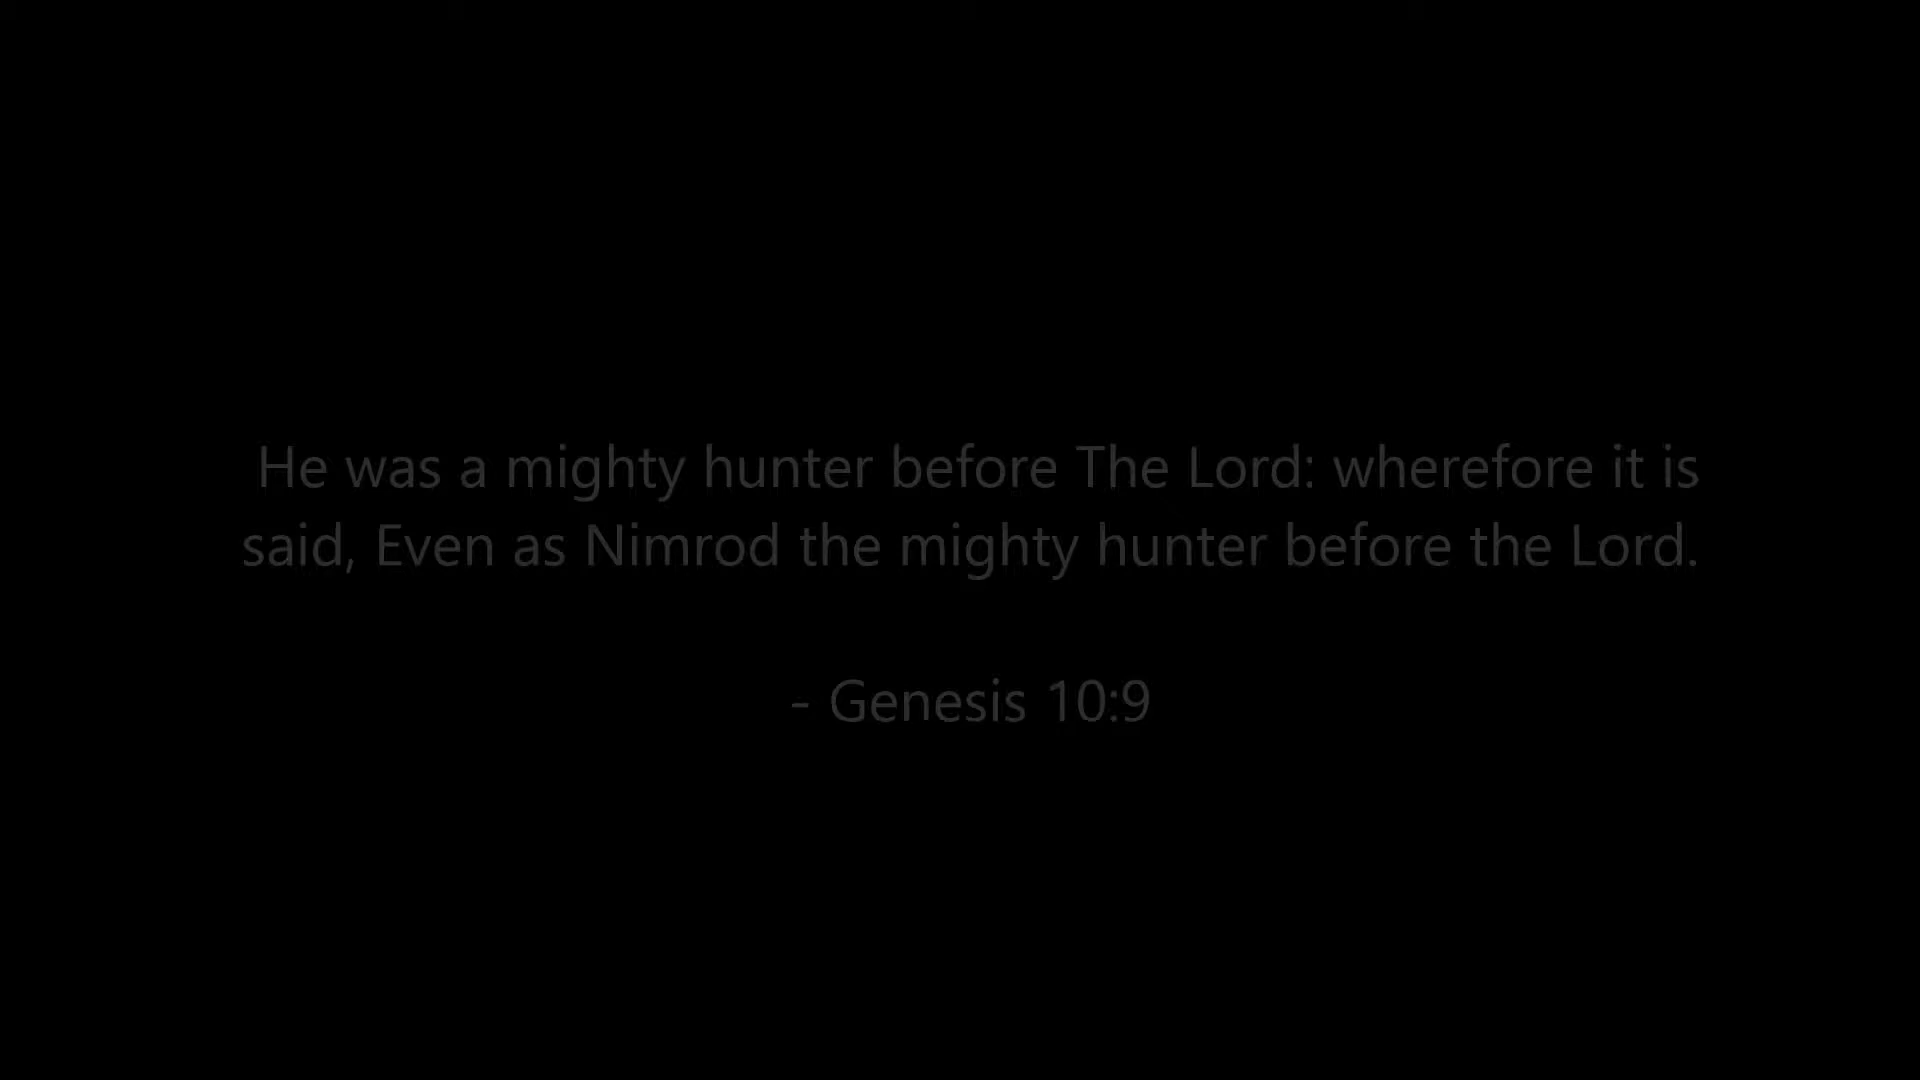 He was a mighty hunter before The Lord: wherefore it is
said, Even as Nimrod the mighty hunter before the Lord.
- Genesis 10:9